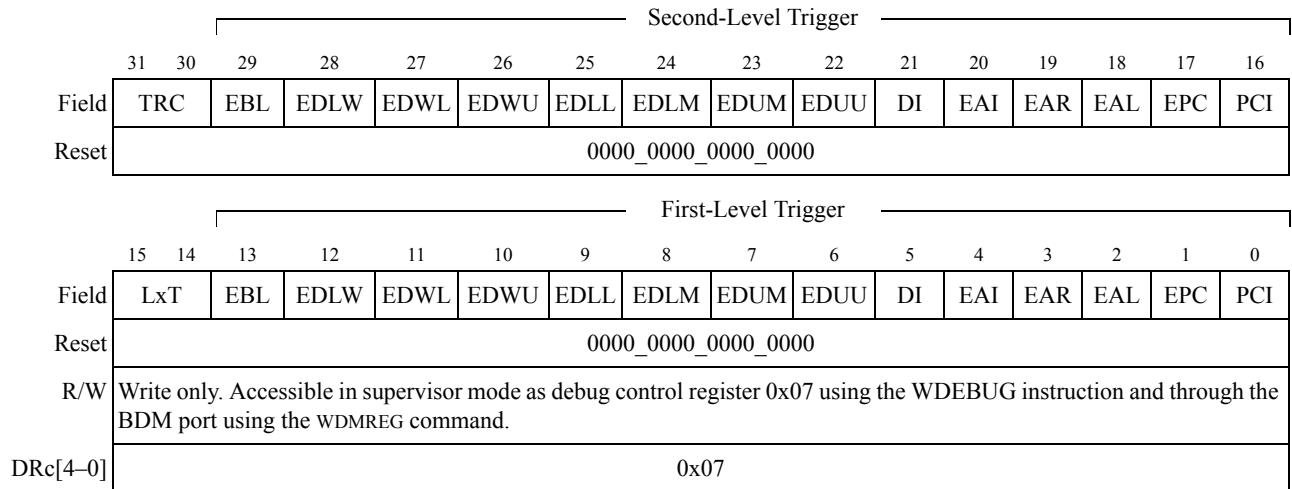 Second-Level Trigger
31 30 29 28 27 26 25 24 23 22 21 20 19 18 17 16
Field TRC EBL EDLW EDWL EDWU EDLL EDLM EDUM EDUU DI EAI EAR EAL EPC PCI
Reset 0000_0000_0000_0000
First-Level Trigger
15 14 13 12 11 10 9 8 7 6 5 4 3 2 1 0
Field LxT EBL EDLW EDWL EDWU EDLL EDLM EDUM EDUU DI EAI EAR EAL EPC PCI
Reset 0000_0000_0000_0000
R/W Write only. Accessible in supervisor mode as debug control register 0x07 using the WDEBUG instruction and through the
BDM port using the WDMREG command.
DRc[4–0] 0x07